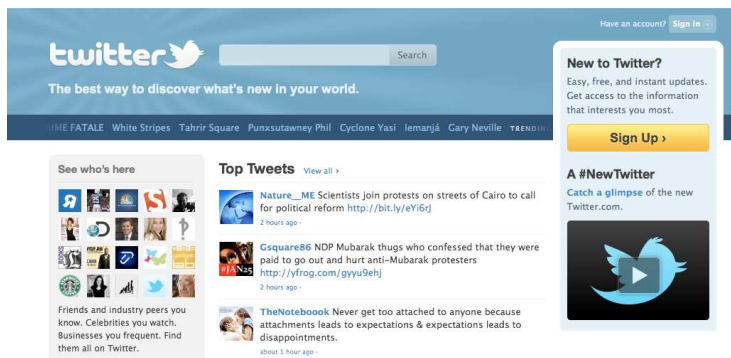 Have an account? Sign in
twitter
Search
The best way to discover what's new in your world.
MME FATALE White Stripes Tahrir Square Punxsutawney Phil Cyclone Yasi Iemanjá Gary Neville TRENDIN
New to Twitter?
Easy, free, and instant updates.
Get access to the information
that interests you most.
Sign Up ›
A #NewTwitter
Catch a glimpse of the new
Twitter.com.
See who's here
Friends and industry peers you
know. Celebrities you watch.
Businesses you frequent. Find
them all on Twitter.
Top Tweets View all ›
Nature__ME Scientists join protests on streets of Cairo to call
for political reform http://bit.ly/eYi6rJ
2 hours ago ·
#JAN25
Gsquare86 NDP Mubarak thugs who confessed that they were
paid to go out and hurt anti-Mubarak protesters
http://yfrog.com/gyyu9ehj
2 hours ago ·
TheNoteboook Never get too attached to anyone because
attachments leads to expectations & expectations leads to
disappointments.
about 1 hour ago ·